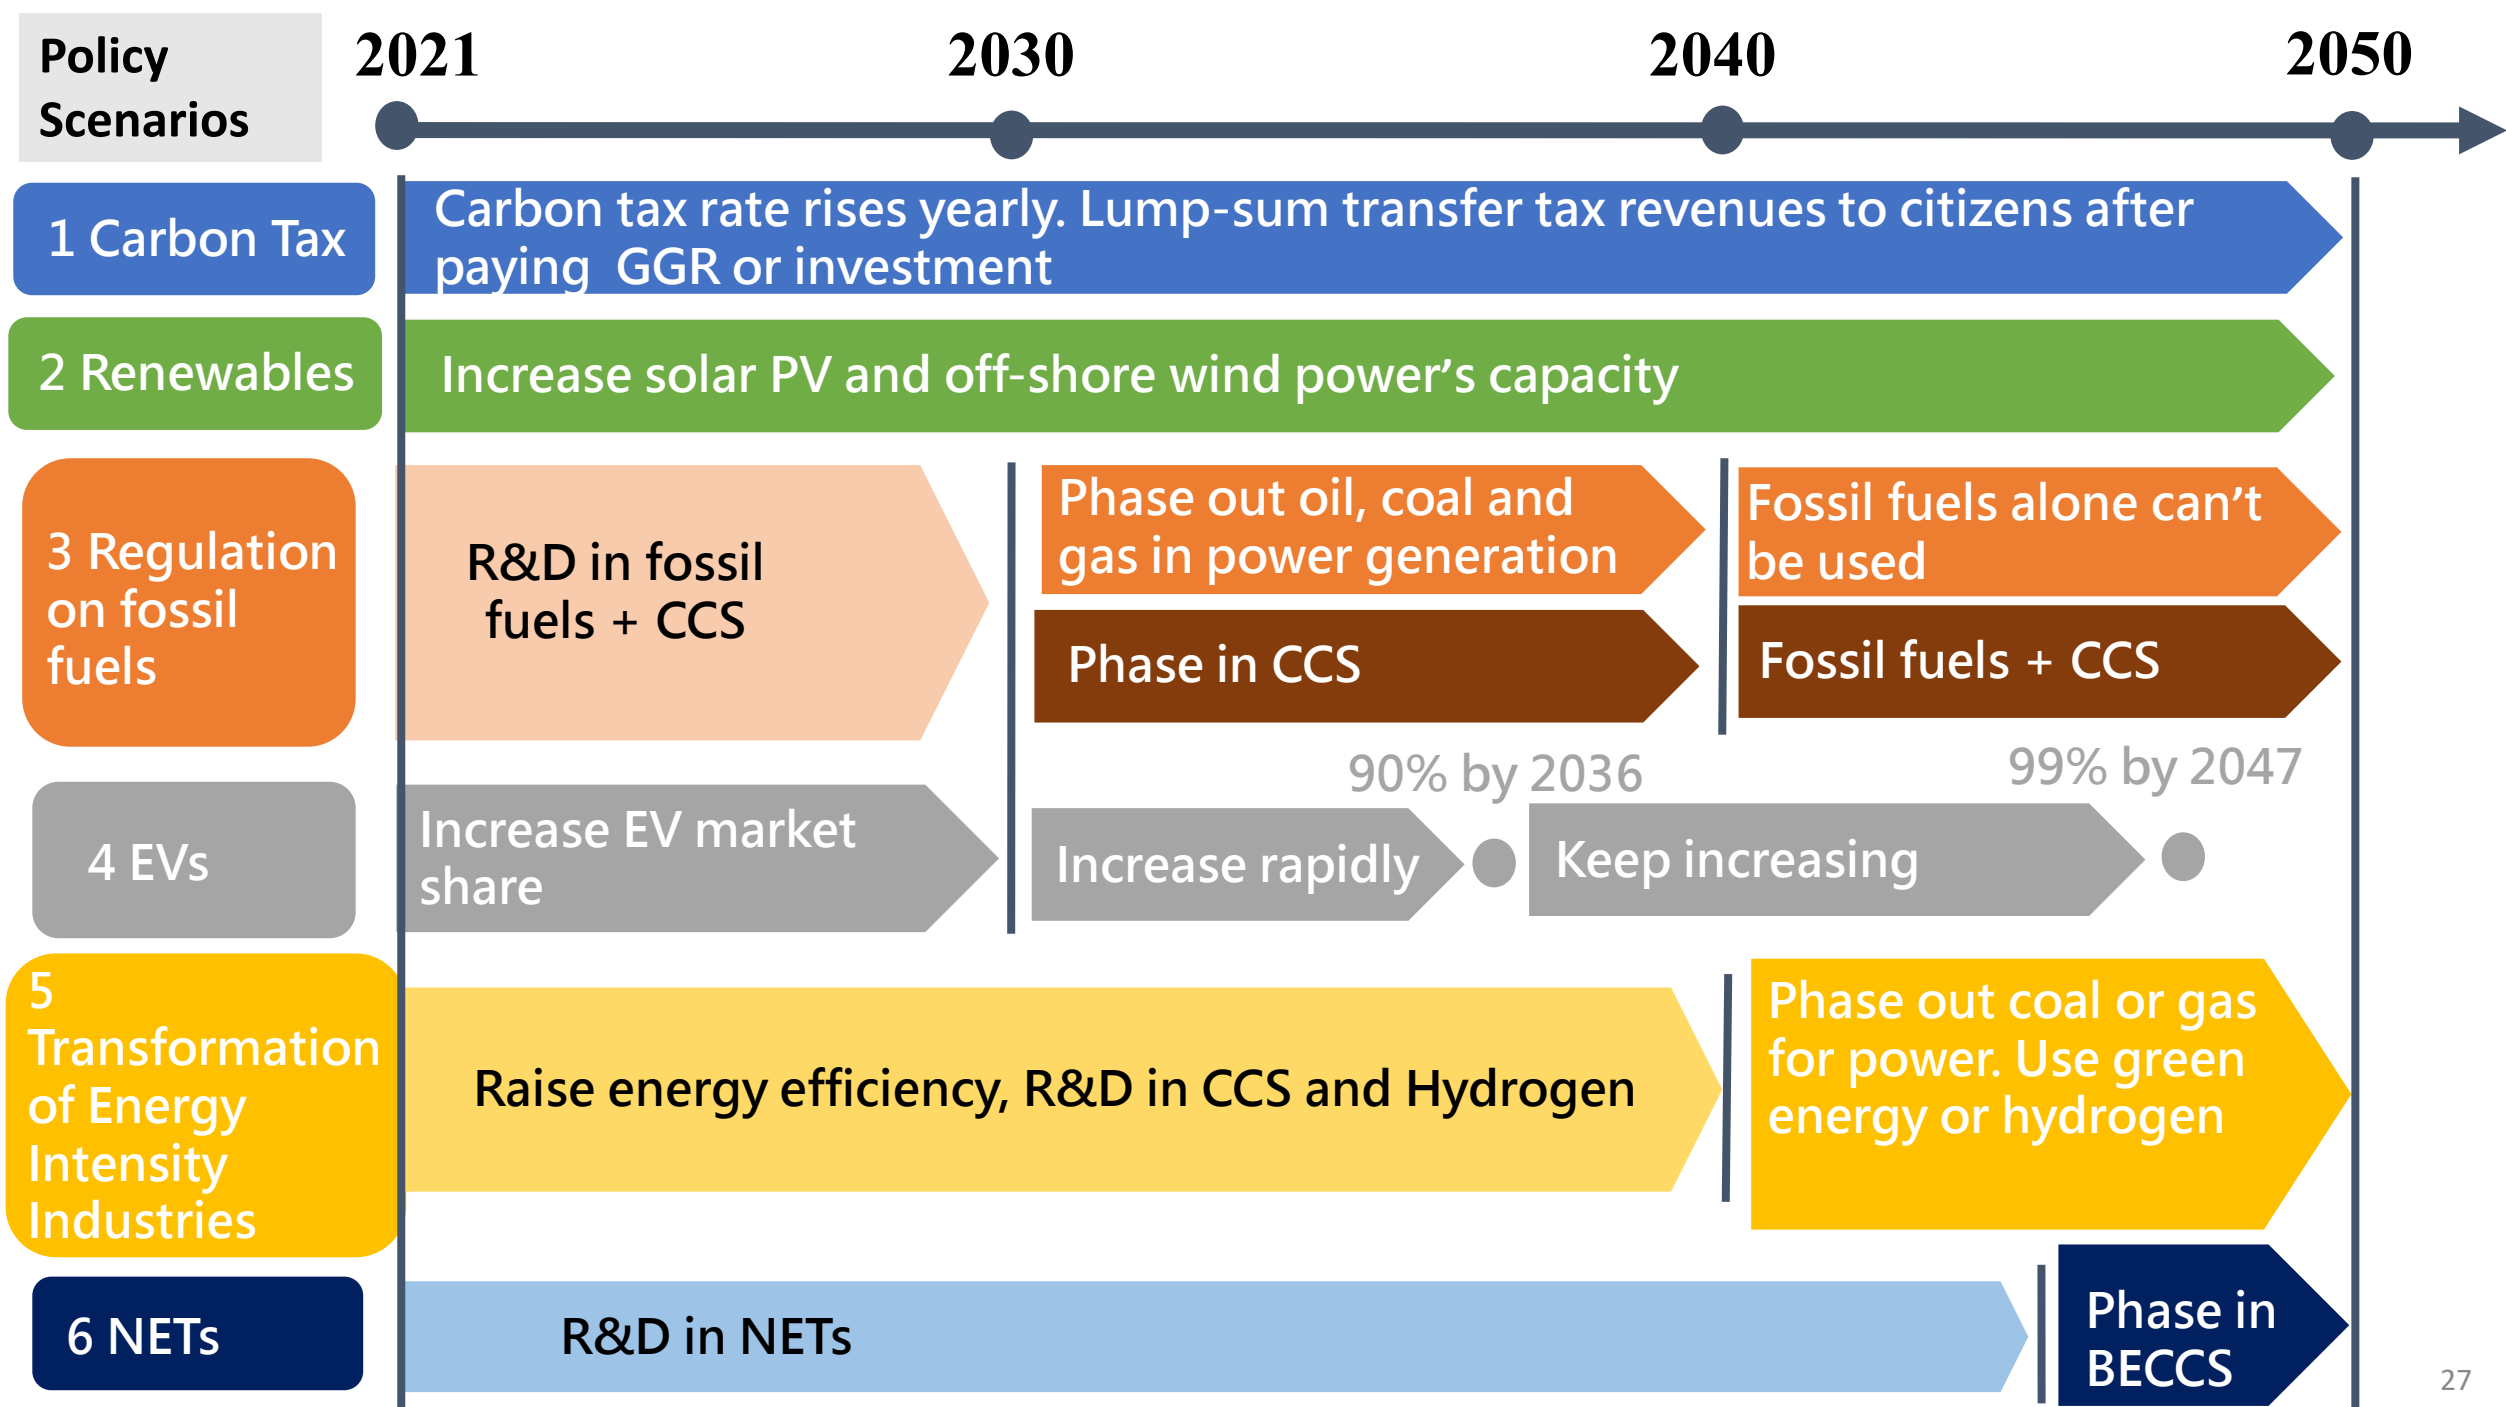 Policy
Scenarios
2021
2030
2040
2050
1 Carbon Tax
Carbon tax rate rises yearly. Lump-sum transfer tax revenues to citizens after
paying GGR or investment
2 Renewables
Increase solar PV and off-shore wind power's capacity
3 Regulation
on fossil
fuels
R&D in fossil
fuels + CCS
Phase out oil, coal and
gas in power generation
Phase in CCS
Fossil fuels alone can't
be used
Fossil fuels + CCS
4 EVs
Increase EV market
share
Increase rapidly
90% by 2036
Keep increasing
99% by 2047
5
Transformation
of Energy
Intensity
Industries
Raise energy efficiency, R&D in CCS and Hydrogen
Phase out coal or gas
for power. Use green
energy or hydrogen
6 NETs
R&D in NETs
Phase in
BECCS
27